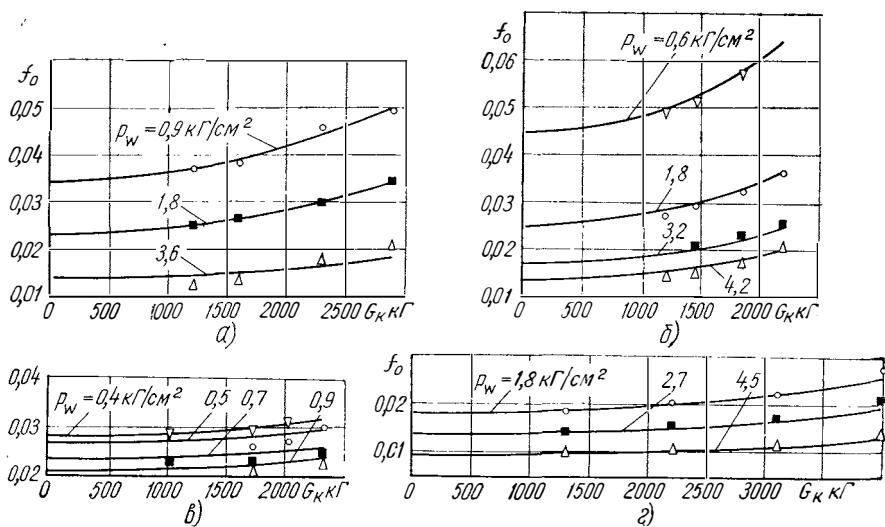 f₀
0,05
0,04
0,03
0,02
0,01
p_w = 0,9 кГ/см²
1,8
3,6
0 500 1000 1500 2000 2500 G_к кГ
а)
f₀
0,06
0,05
0,04
0,03
0,02
0,01
p_w = 0,6 кГ/см²
1,8
3,2
4,2
0 500 1000 1500 2000 G_к кГ
б)
0,04
0,03
0,02
p_w = 0,4 кГ/см²
0,5
0,7
0,9
0 500 1000 1500 2000 G_к кГ
в)
f₀
0,02
0,01
p_w = 1,8 кГ/см²
2,7
4,5
0 500 1000 1500 2000 2500 3000 G_к кГ
г)